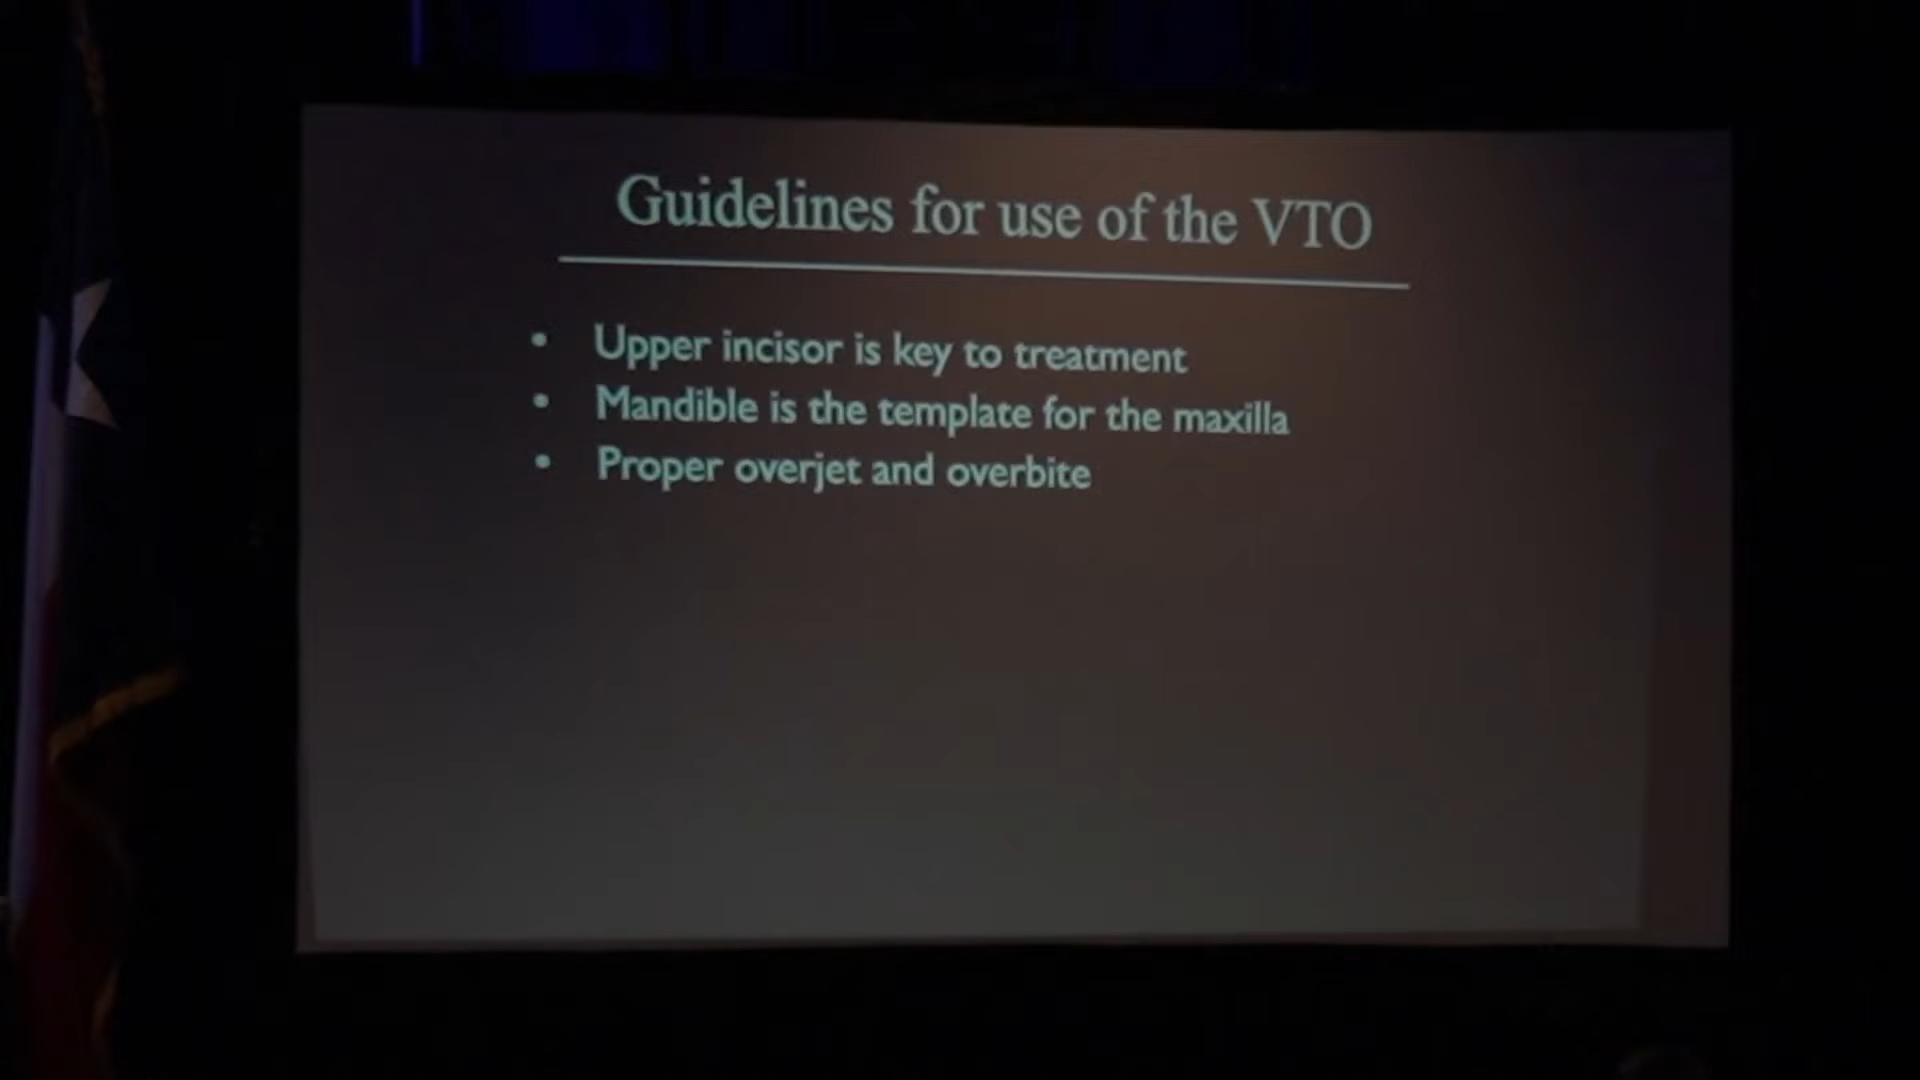 Guidelines for use of the VTO
• Upper incisor is key to treatment
• Mandible is the template for the maxilla
• Proper overjet and overbite